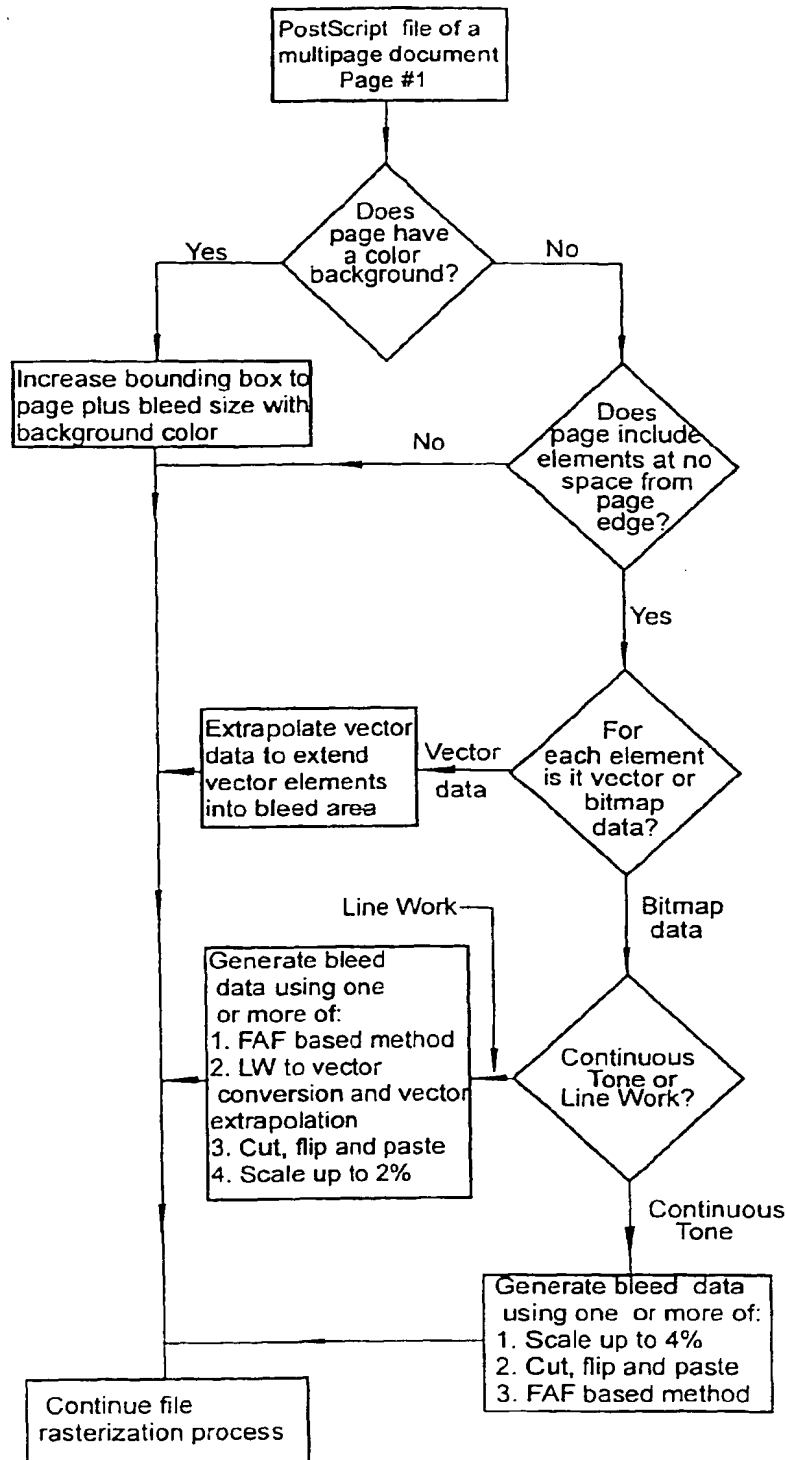 PostScript file of a
multipage document
Page #1
Does
page have
a color
background?
Yes
No
Increase bounding box to
page plus bleed size with
background color
Does
page include
elements at no
space from
page
edge?
No
Yes
For
each element
is it vector or
bitmap
data?
Vector
data
Extrapolate vector
data to extend
vector elements
into bleed area
Bitmap
data
Line Work
Continuous
Tone or
Line Work?
Generate bleed
data using one
or more of:
1. FAF based method
2. LW to vector
conversion and vector
extrapolation
3. Cut, flip and paste
4. Scale up to 2%
Continuous
Tone
Generate bleed data
using one or more of:
1. Scale up to 4%
2. Cut, flip and paste
3. FAF based method
Continue file
rasterization process